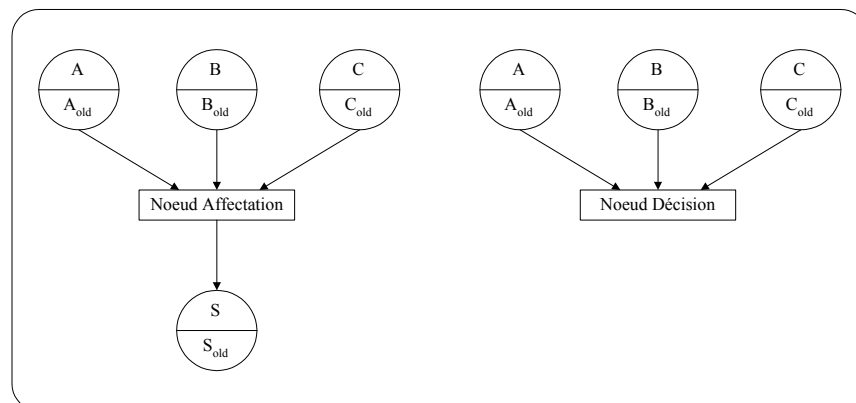 A B C A B C
A_old B_old C_old A_old B_old C_old
Noeud Affectation Noeud Décision
S
S_old